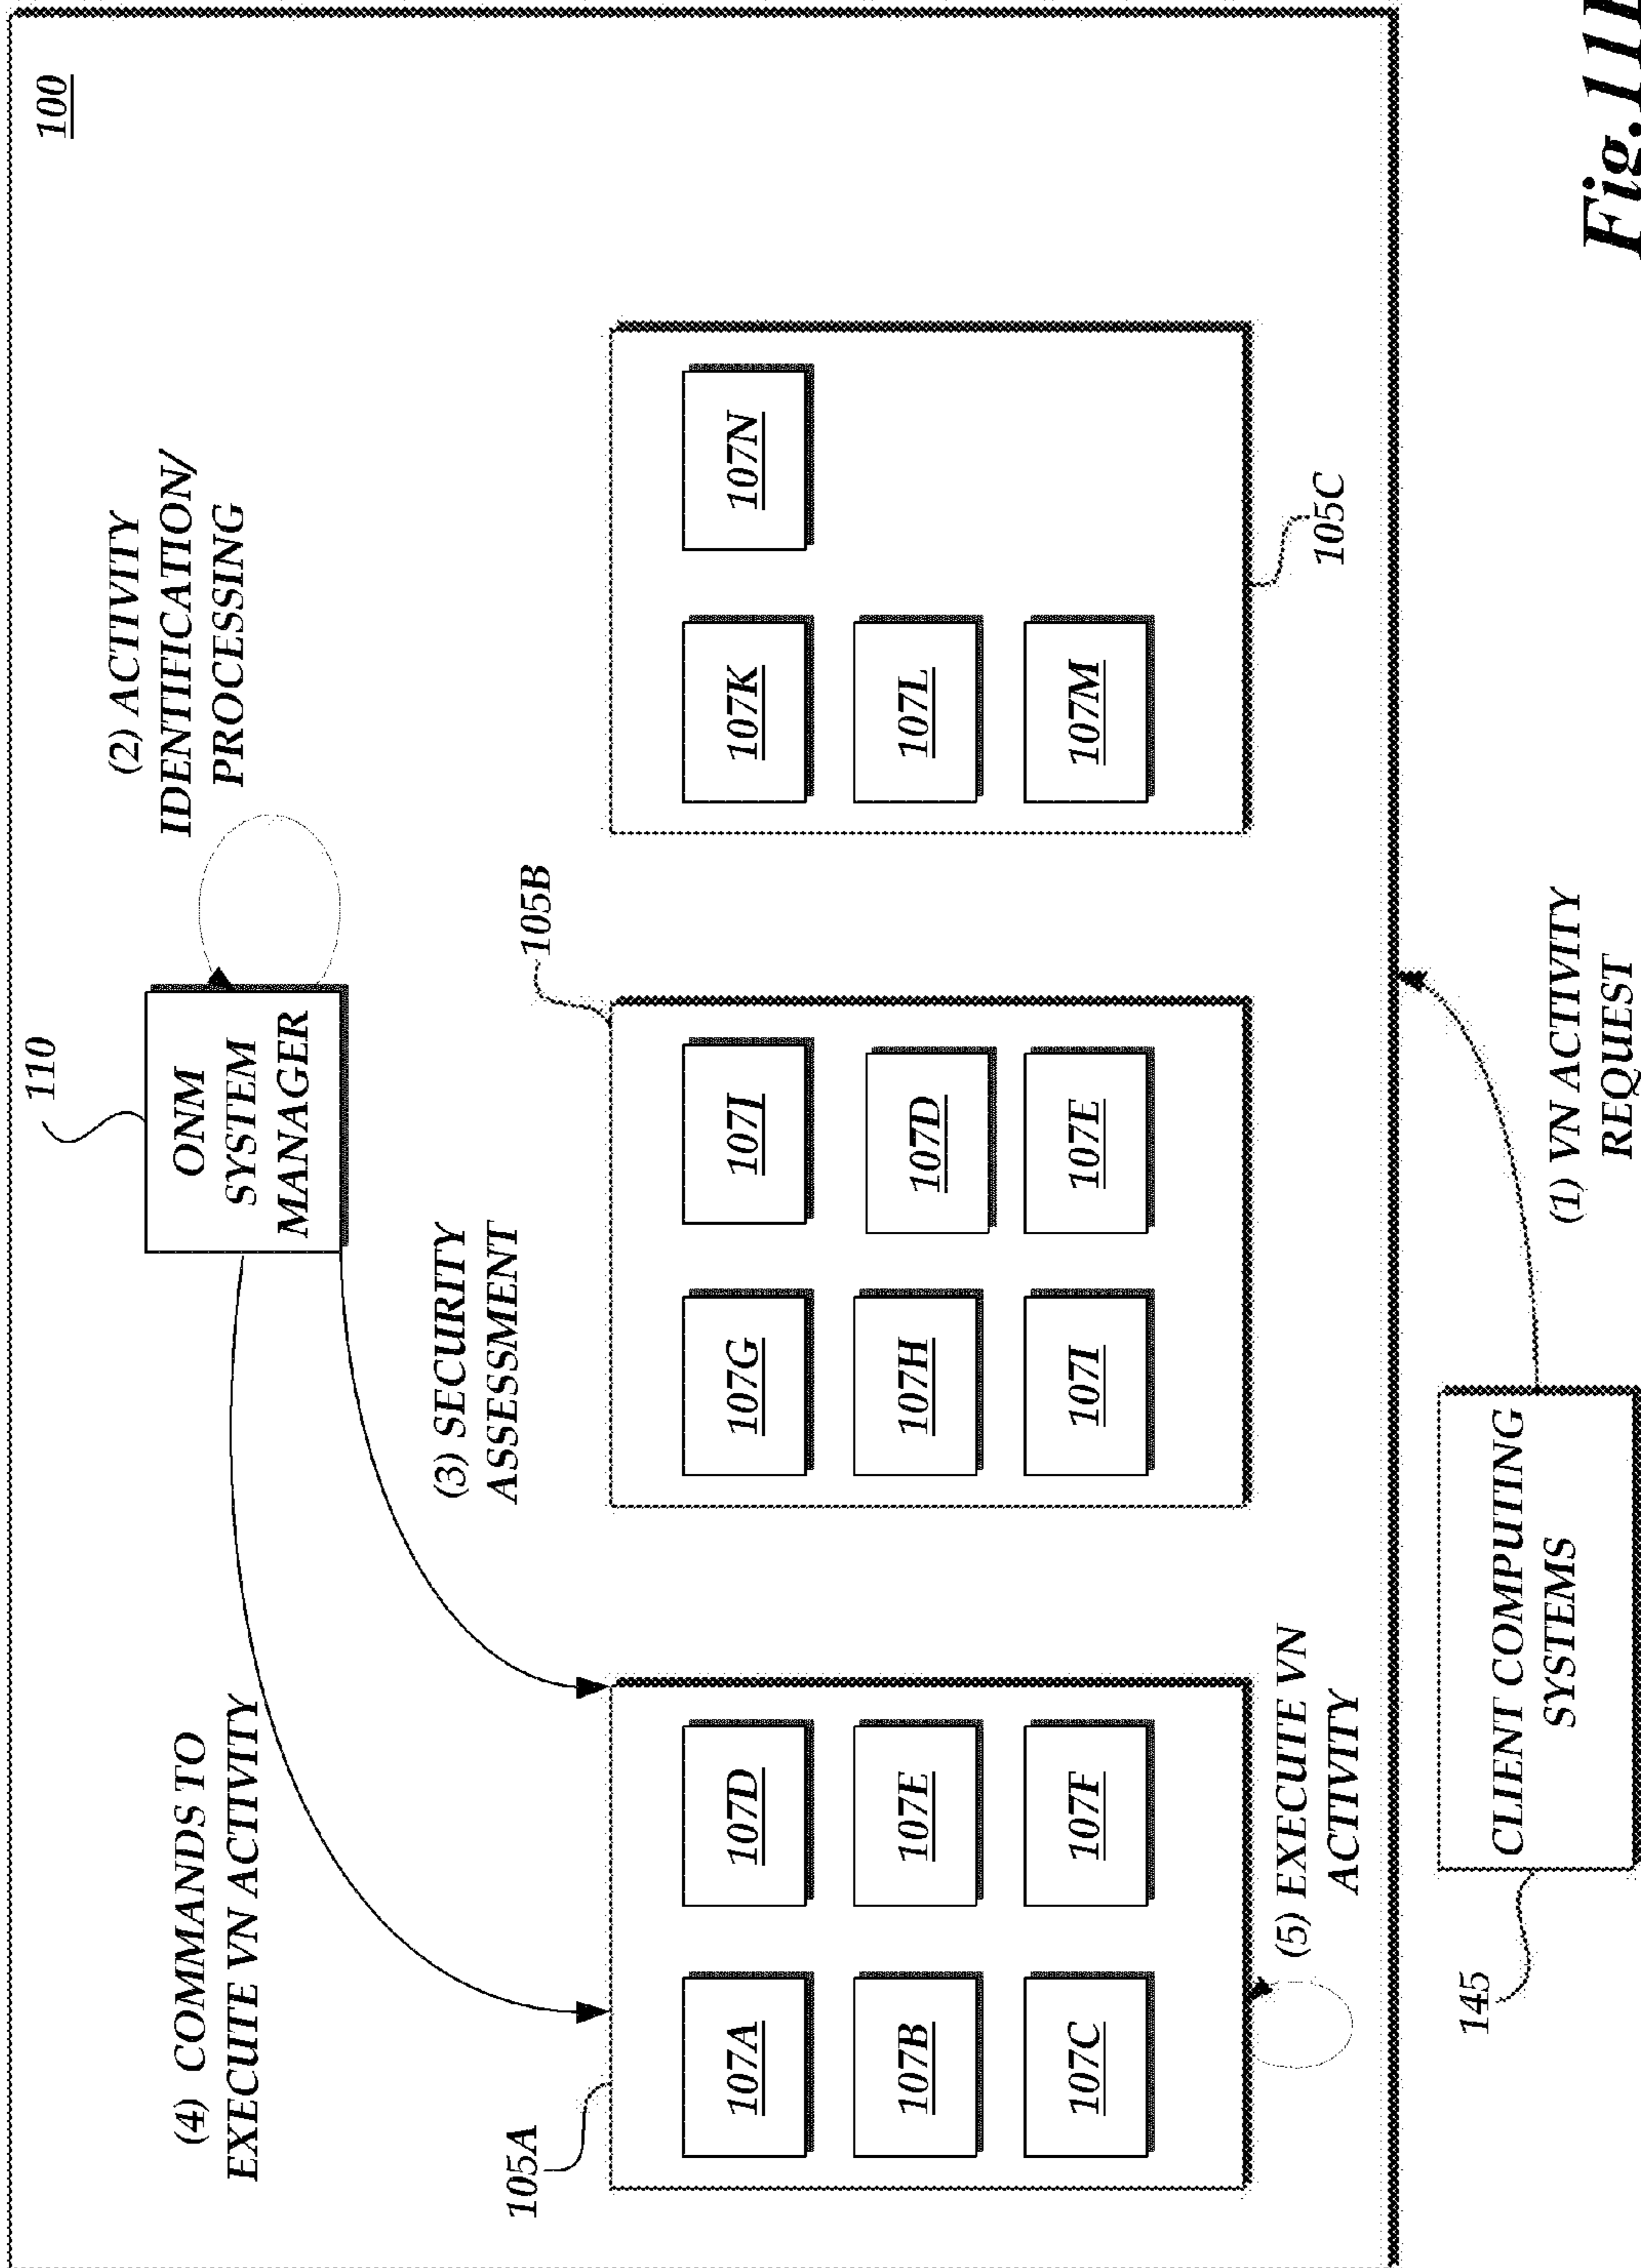 110
100
ONM
SYSTEM
MANAGER
(2) ACTIVITY
IDENTIFICATION/
PROCESSING
(4) COMMANDS TO
EXECUTE VN ACTIVITY
(3) SECURITY
ASSESSMENT
105A
105B
107A
107D
107B
107E
107C
107F
107G
107J
107H
107D
107I
107E
107K
107N
107L
107M
105C
(5) EXECUTE VN
ACTIVITY
145
CLIENT COMPUTING
SYSTEMS
(1) VN ACTIVITY
REQUEST
Fig.